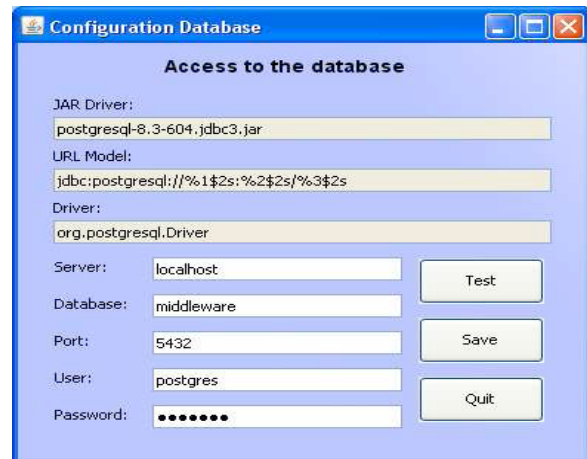 Configuration Database
Access to the database
JAR Driver:
postgresql-8.3-604.jdbc3.jar
URL Model:
jdbc:postgresql://%1$2s:%2$2s/%3$2s
Driver:
org.postgresql.Driver
Server: localhost
Test
Database: middleware
Port: 5432
Save
User: postgres
Quit
Password: ●●●●●●●